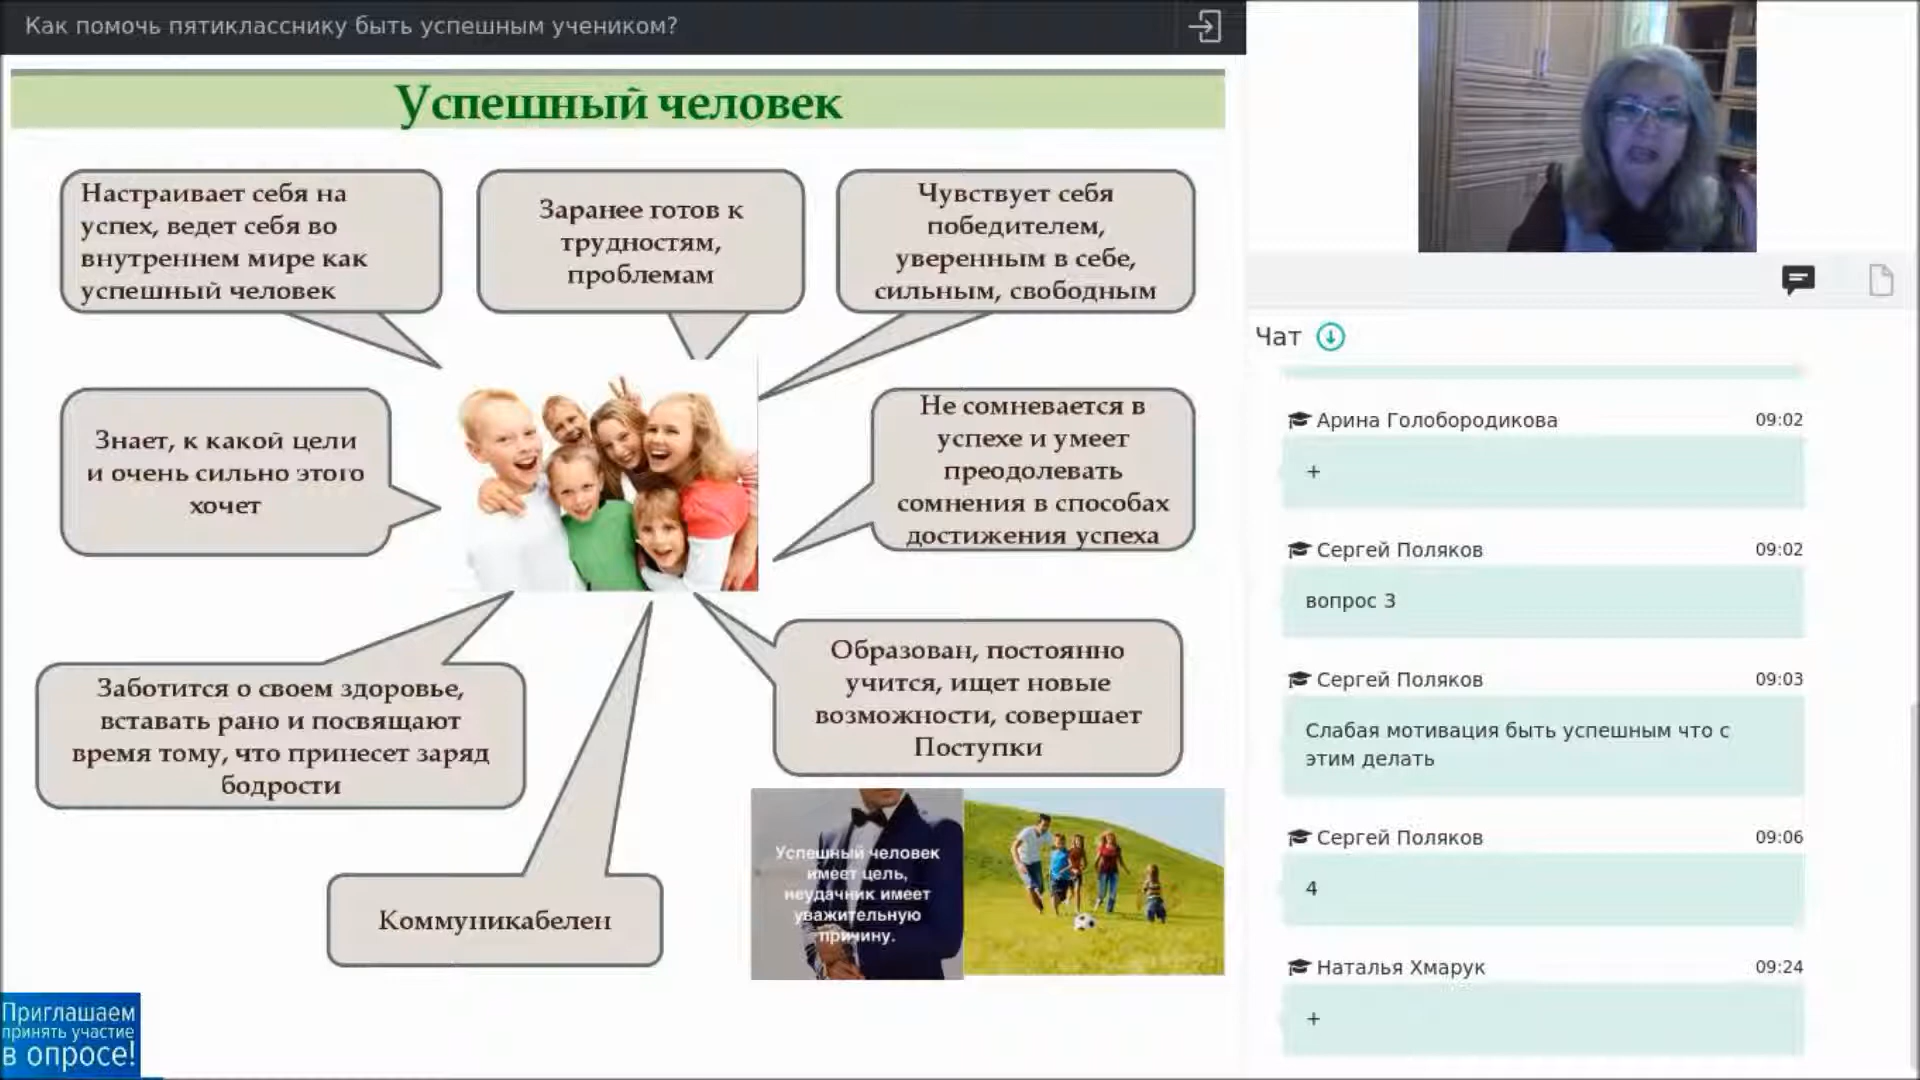 Как помочь пятикласснику быть успешным учеником?
Успешный человек
Настраивает себя на
успех, ведет себя во
внутреннем мире как
успешный человек
Заранее готов к
трудностям,
проблемам
Чувствует себя
победителем,
уверенным в себе,
сильным, свободным
Знает, к какой цели
и очень сильно этого
хочет
Не сомневается в
успехе и умеет
преодолевать
сомнения в способах
достижения успеха
Заботится о своем здоровье,
вставать рано и посвящают
время тому, что принесет заряд
бодрости
Образован, постоянно
учится, ищет новые
возможности, совершает
Поступки
Коммуникабелен
Успешный человек
имеет цель,
неудачник имеет
уважительную
причину.
Приглашаем
принять участие
в опросе!
Чат
Арина Голобородикова 09:02
+
Сергей Поляков 09:02
вопрос 3
Сергей Поляков 09:03
Слабая мотивация быть успешным что с
этим делать
Сергей Поляков 09:06
4
Наталья Хмарук 09:24
+